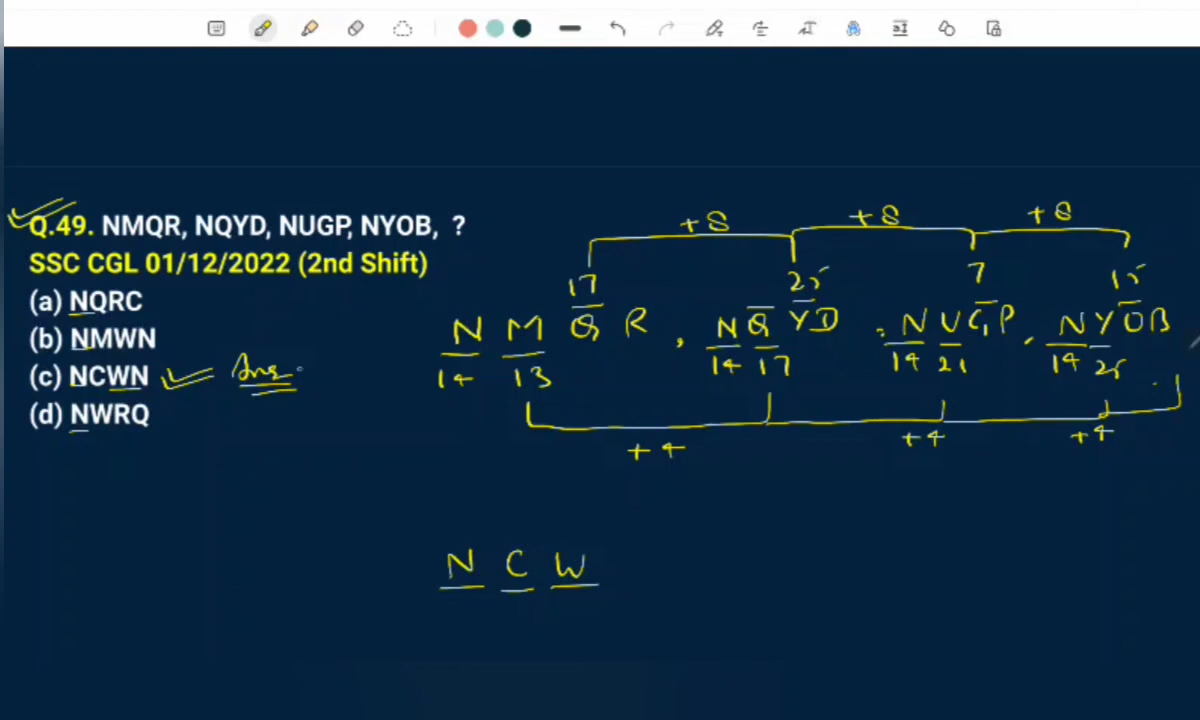 Q.49. NMQR, NQYD, NUGP, NYOB, ?
SSC CGL 01/12/2022 (2nd Shift)
(a) NQRC
(b) NMWN
(c) NCWN Ans.
(d) NWRQ
+8 +8 +8
17 25 7 15
N M Q R , N Q Y D , N U G P , N Y O B
14 13 14 17 14 21 14 25
+4 +4 +4
N C W